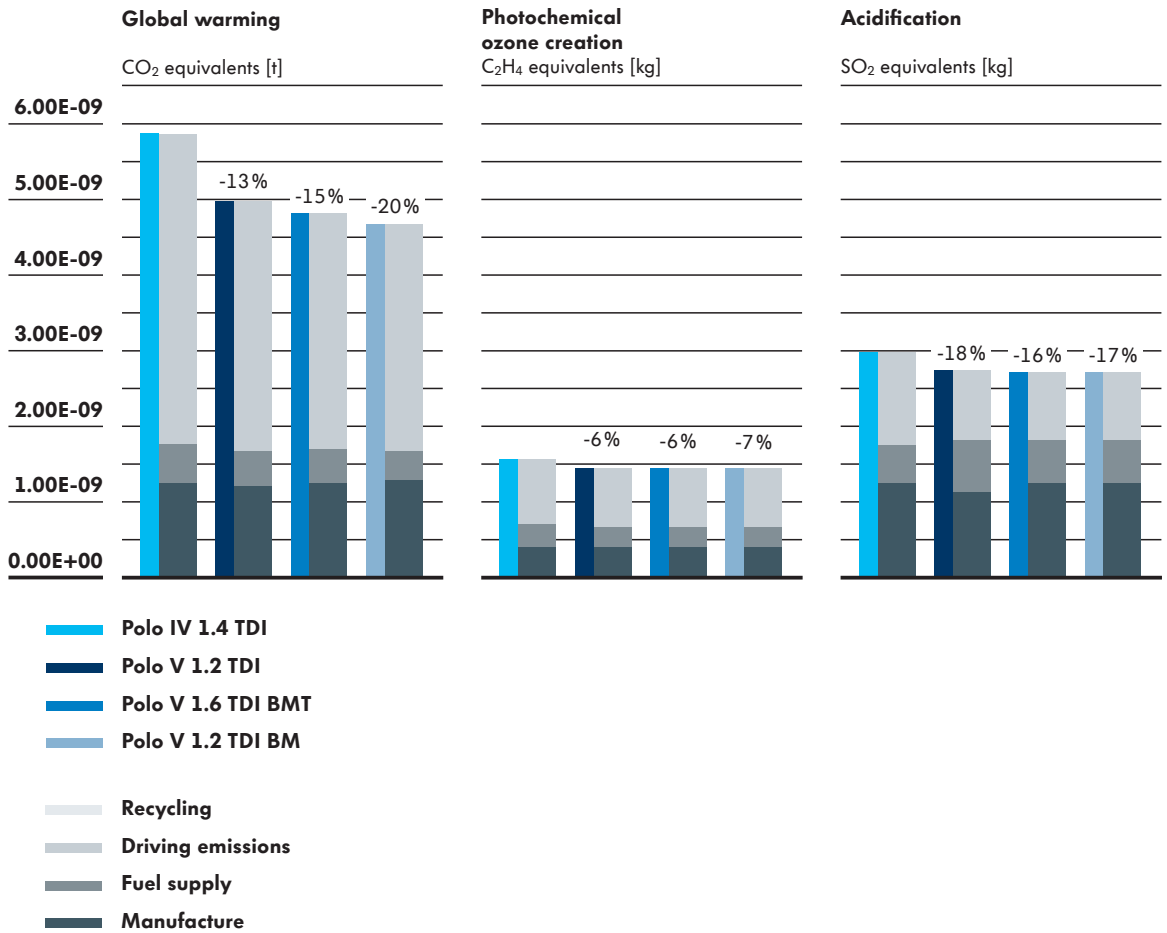 Global warming
CO₂ equivalents [t]
Photochemical
ozone creation
C₂H₄ equivalents [kg]
Acidification
SO₂ equivalents [kg]
6.00E-09
5.00E-09
4.00E-09
3.00E-09
2.00E-09
1.00E-09
0.00E+00
-13%
-15%
-20%
-6%
-6%
-7%
-18%
-16%
-17%
Polo IV 1.4 TDI
Polo V 1.2 TDI
Polo V 1.6 TDI BMT
Polo V 1.2 TDI BM
Recycling
Driving emissions
Fuel supply
Manufacture